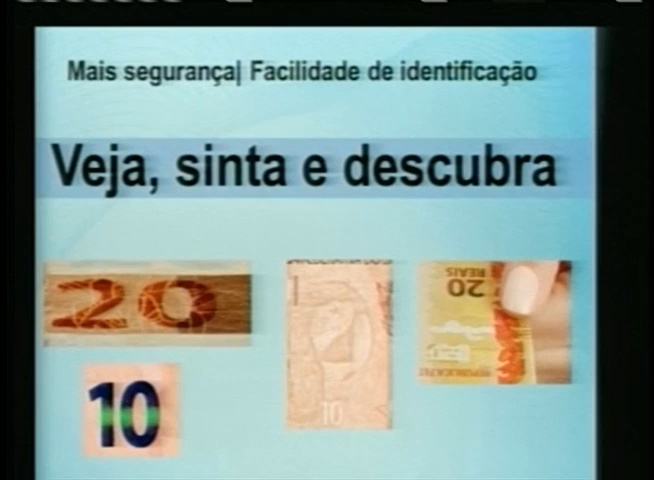 Mais segurança| Facilidade de identificação
Veja, sinta e descubra
20
10
10
20
REAIS